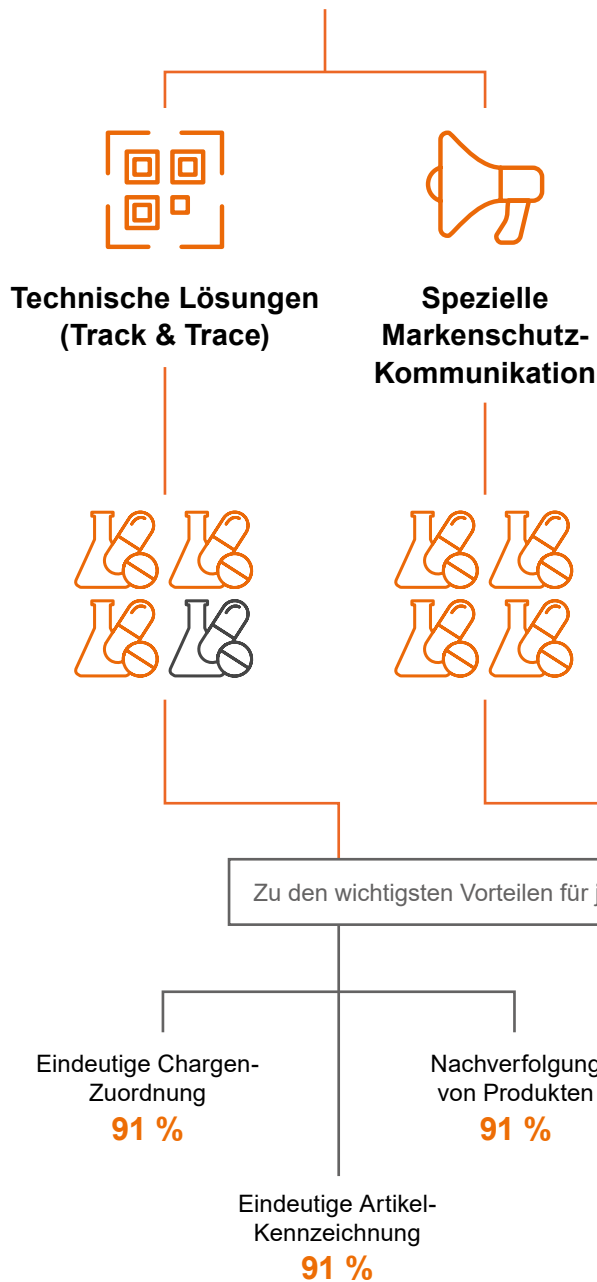 Technische Lösungen
(Track & Trace)
Spezielle
Markenschutz-
Kommunikation
Zu den wichtigsten Vorteilen für j
Eindeutige Chargen-
Zuordnung
91 %
Nachverfolgung
von Produkten
91 %
Eindeutige Artikel-
Kennzeichnung
91 %